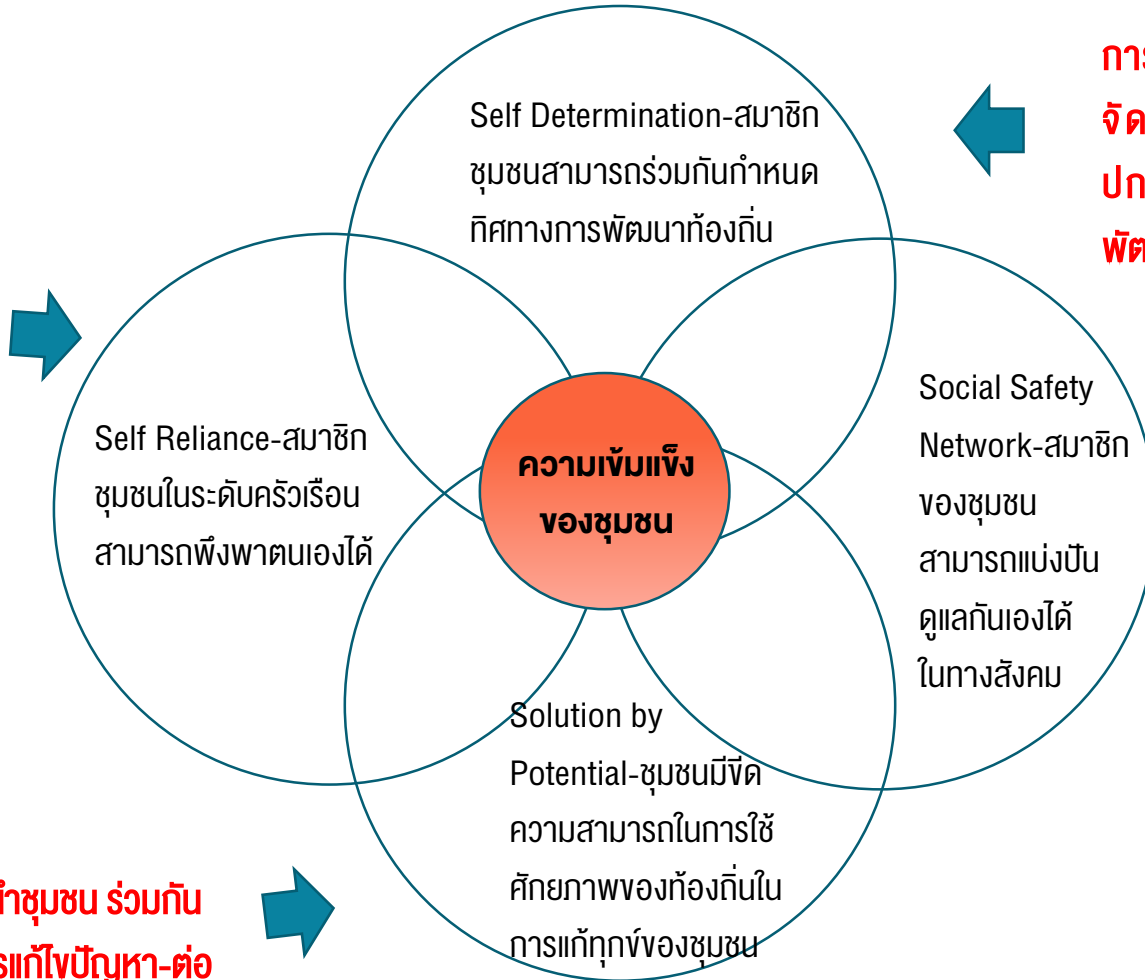 Self Determination-สมาชิก
ชุมชนสามารถร่วมกันกำหนด
ทิศทางการพัฒนาท้องถิ่น
Self Reliance-สมาชิก
ชุมชนในระดับครัวเรือน
สามารถพึงพาตนเองได้
ความเข้มแข็ง
ของชุมชน
Social Safety
Network-สมาชิก
ของชุมชน
สามารถแบ่งปัน
ดูแลกันเองได้
ในทางสังคม
Solution by
Potential-ชุมชนมีขีด
ความสามารถในการใช้
ศักยภาพของท้องถิ่นใน
การแก้ทุกข์ของชุมชน
ชุมชน ร่วมกัน
แก้ไขปัญหา-ต่อ